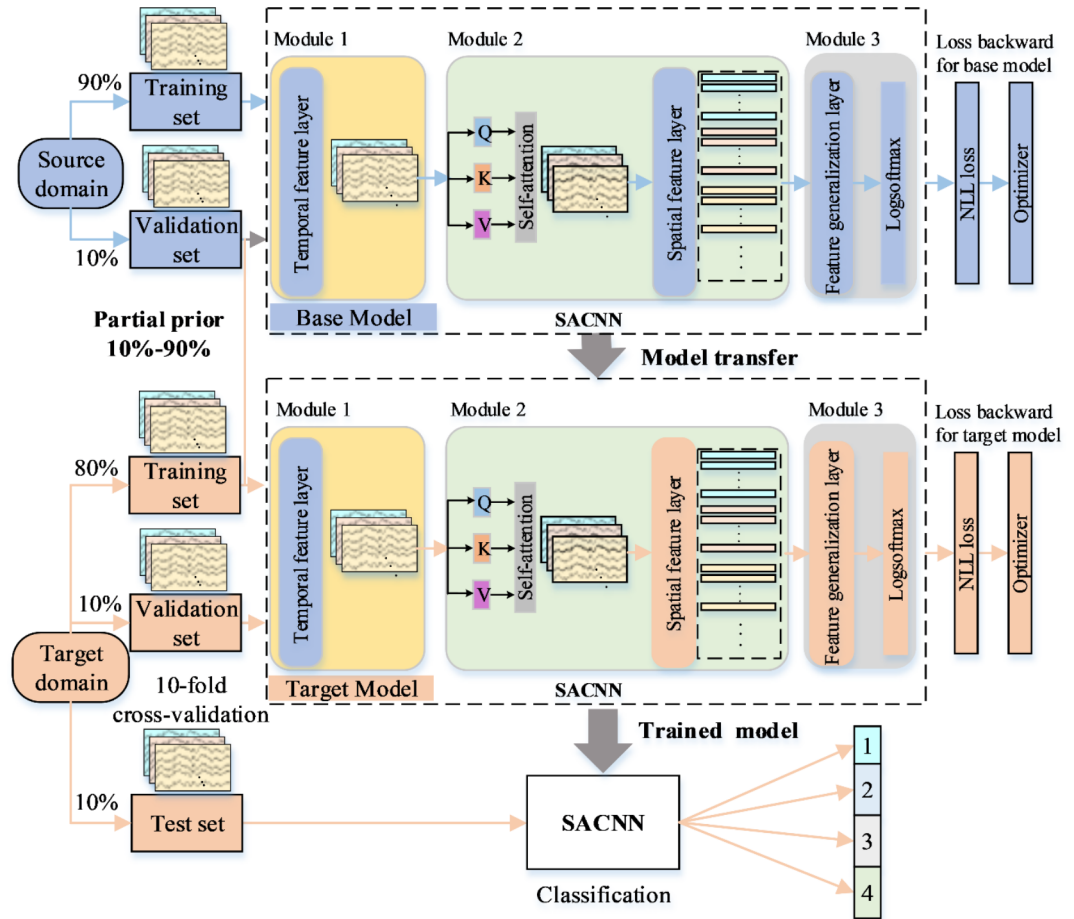 Module 1
Module 2
Module 3
Loss backward
for base model
90%
Training
set
Source
domain
Validation
set
10%
Temporal feature layer
Q
K
V
Self-attention
Spatial feature layer
Feature generalization layer
Logsoftmax
NLL loss
Optimizer
Base Model
SACNN
Partial prior
10%-90%
Model transfer
Module 1
Module 2
Module 3
Loss backward
for target model
80%
Training
set
10%
Validation
set
Target
domain
Temporal feature layer
Q
K
V
Self-attention
Spatial feature layer
Feature generalization layer
Logsoftmax
NLL loss
Optimizer
Target Model
SACNN
10-fold
cross-validation
Trained model
10%
Test set
SACNN
Classification
1
2
3
4